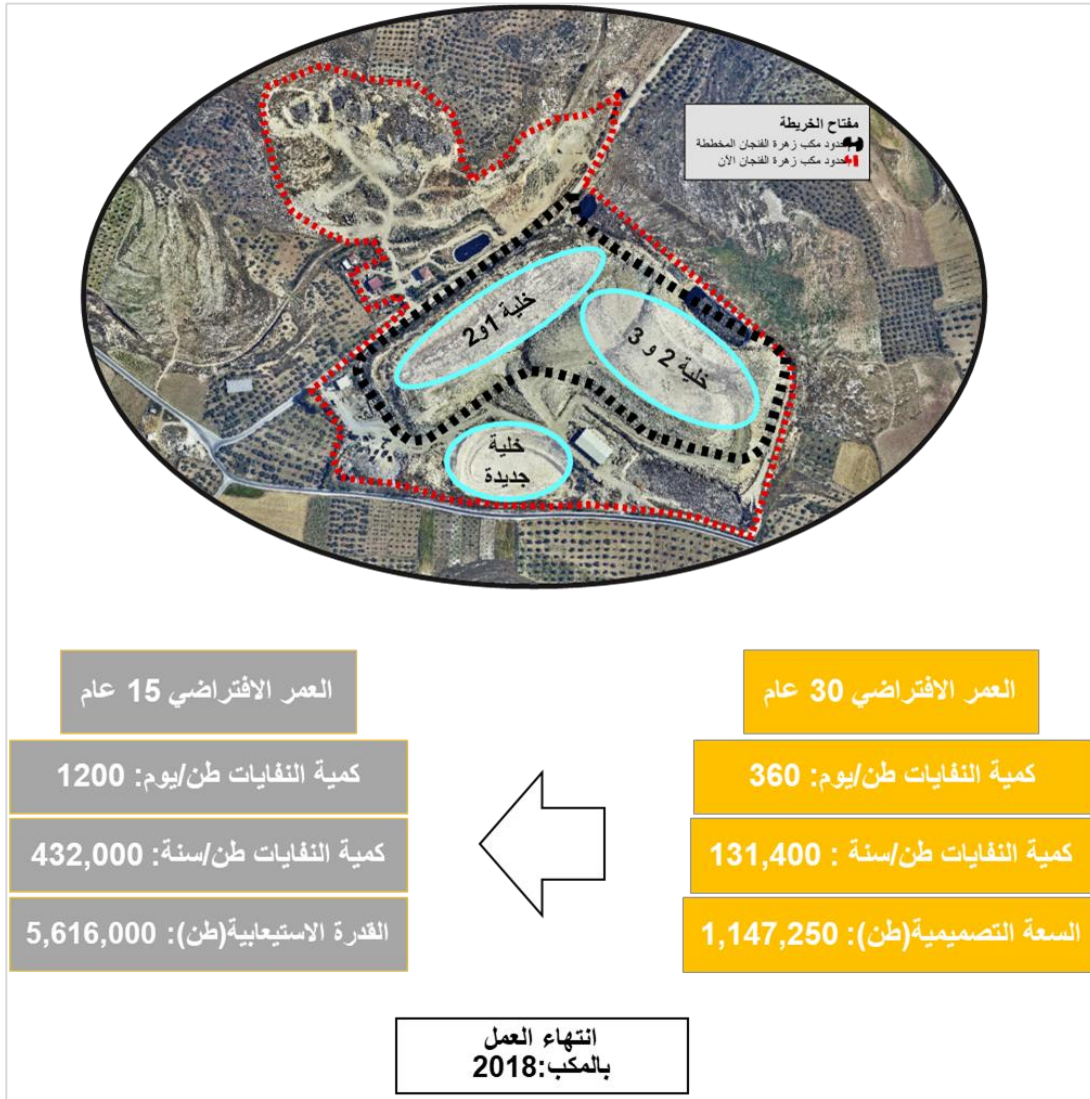 مفتاح الخريطة
حدود مكب زهرة الفنجان المخططة
حدود مكب زهرة الفنجان الآن
خلية 1و2
خلية 2 و 3
خلية
جديدة
العمر الافتراضي 30 عام
كمية النفايات طن/يوم: 360
كمية النفايات طن/سنة : 131,400
السعة التصميمية(طن): 1,147,250
العمر الافتراضي 15 عام
كمية النفايات طن/يوم: 1200
كمية النفايات طن/سنة: 432,000
القدرة الاستيعابية(طن): 5,616,000
انتهاء العمل
بالمكب:2018